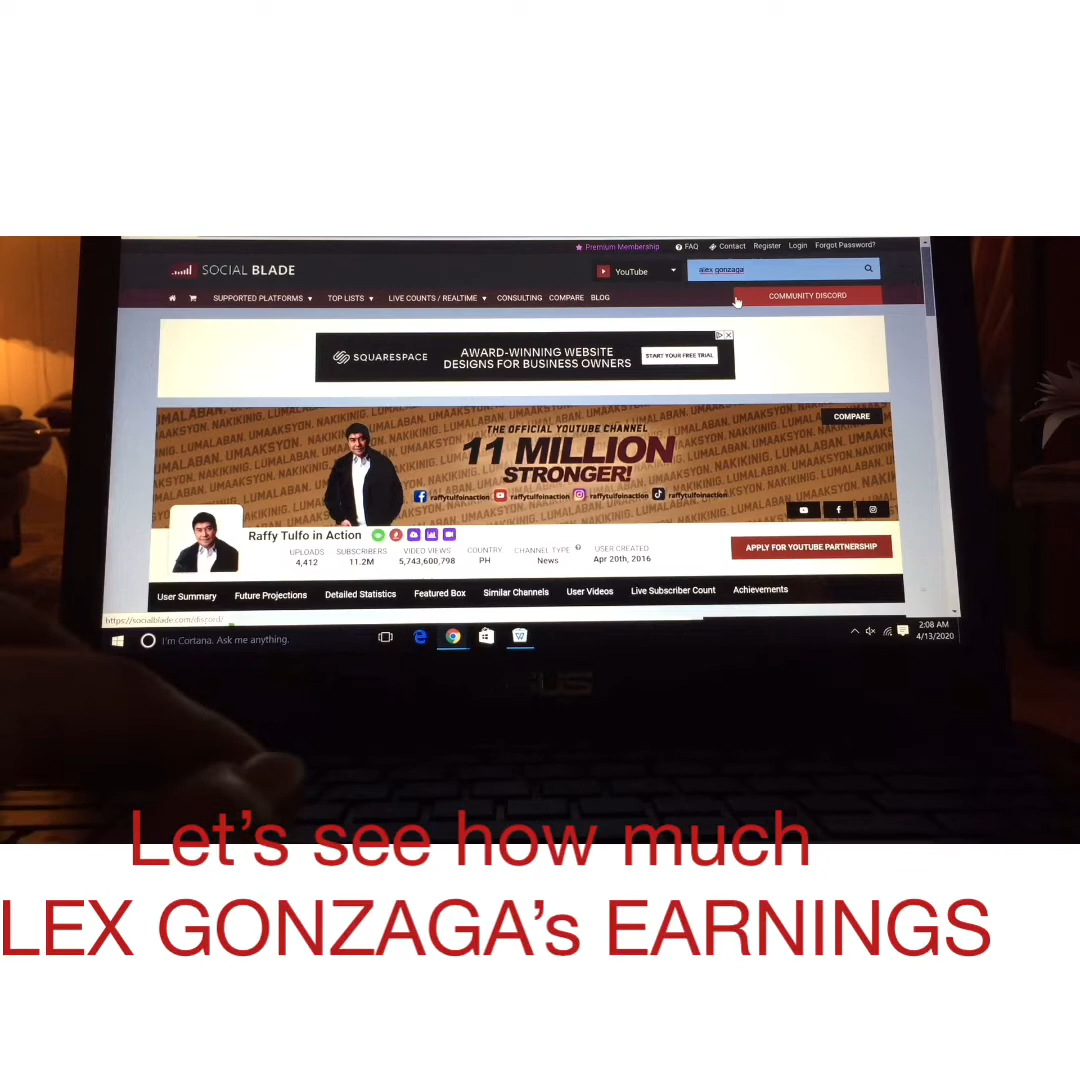 Premium Membership FAQ Contact Register Login Forgot Password?
SOCIAL BLADE
YouTube
alex gonzaga
SUPPORTED PLATFORMS TOP LISTS LIVE COUNTS / REALTIME CONSULTING COMPARE BLOG
COMMUNITY DISCORD
SQUARESPACE
AWARD-WINNING WEBSITE
DESIGNS FOR BUSINESS OWNERS
START YOUR FREE TRIAL
COMPARE
LUMALABAN. UMAAKSYON. NAKIKINIG.
THE OFFICIAL YOUTUBE CHANNEL
11 MILLION
STRONGER!
raffytulfoinaction raffytulfoinaction raffytulfoinaction raffytulfoinaction
Raffy Tulfo in Action
UPLOADS
4,412
SUBSCRIBERS
11.2M
VIDEO VIEWS
5,743,600,798
COUNTRY
PH
CHANNEL TYPE
News
USER CREATED
Apr 20th, 2016
APPLY FOR YOUTUBE PARTNERSHIP
User Summary Future Projections Detailed Statistics Featured Box Similar Channels User Videos Live Subscriber Count Achievements
https://socialblade.com/discord/
I'm Cortana. Ask me anything.
2:08 AM
4/13/2020
Let's see how much
LEX GONZAGA's EARNINGS